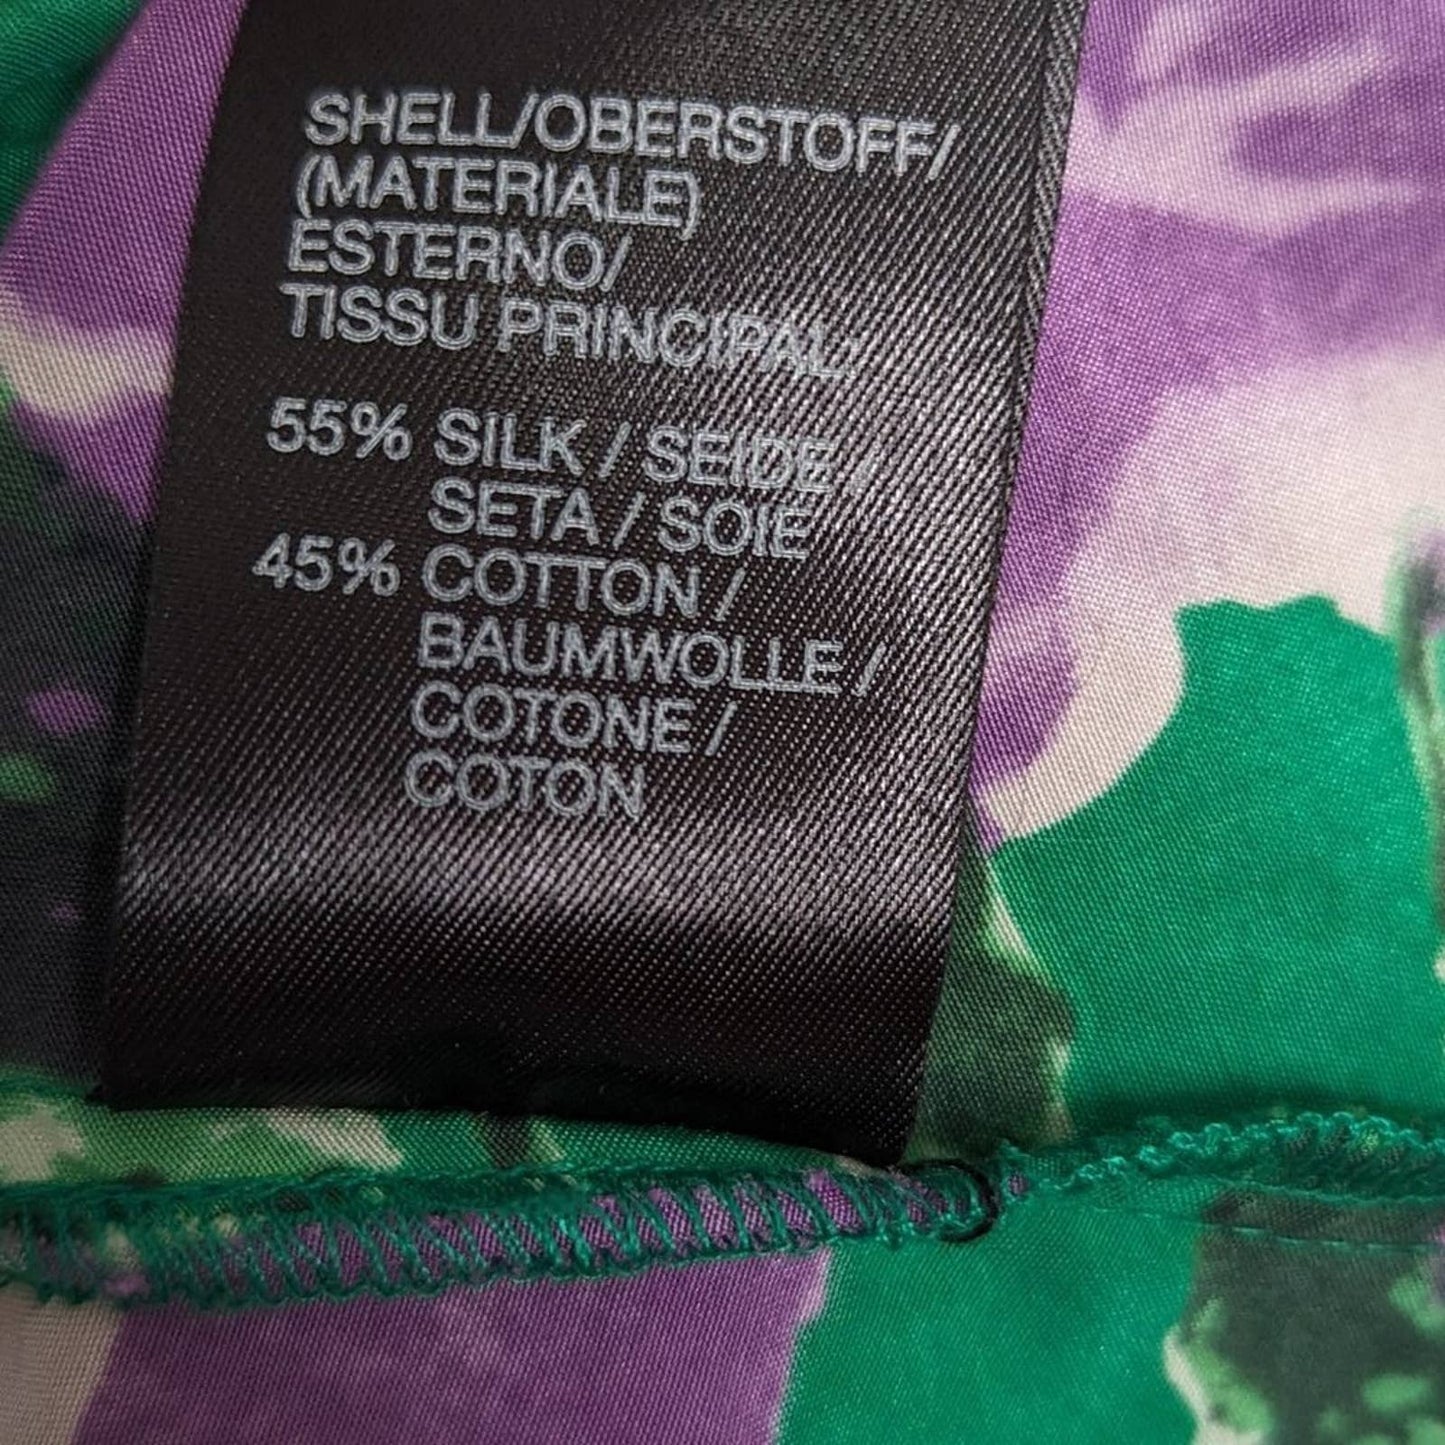 SHELL/OBERSTOFF/
(MATERIALE)
ESTERNO/
TISSU PRINCIPAL:
55% SILK / SEIDE /
SETA / SOIE
45% COTTON /
BAUMWOLLE /
COTONE /
COTON